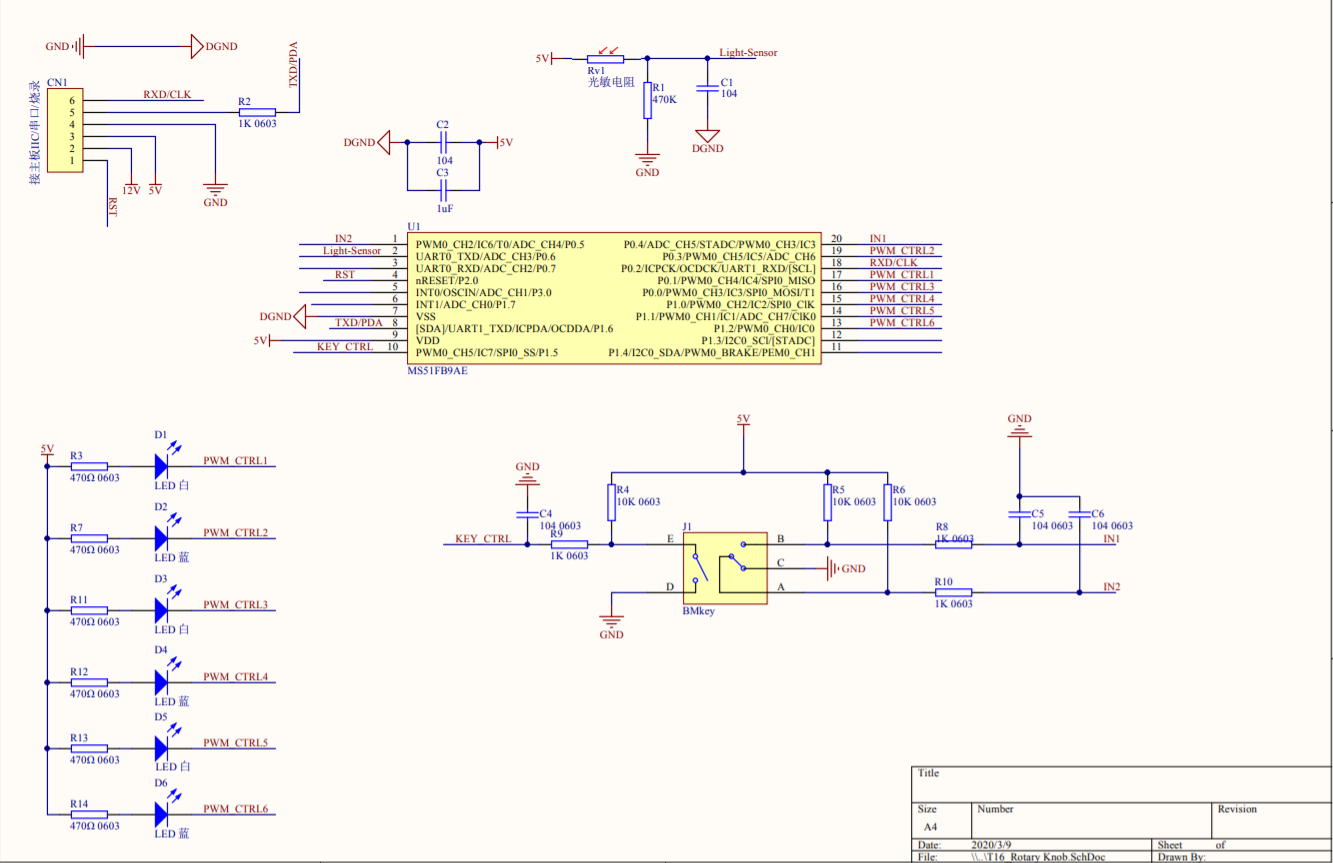 GND
DGND
TXD/PDA
CN1
接主板IIC/串口/烧录
6
5
4
3
2
1
RXD/CLK
R2
1K 0603
12V
5V
GND
RST
5V
Rv1
光敏电阻
R1
470K
GND
Light-Sensor
C1
104
DGND
DGND
C2
104
5V
C3
1uF
U1
IN2 1 PWM0_CH2/IC6/T0/ADC_CH4/P0.5
Light-Sensor 2 UART0_TXD/ADC_CH3/P0.6
3 UART0_RXD/ADC_CH2/P0.7
RST 4 nRESET/P2.0
5 INT0/OSCIN/ADC_CH1/P3.0
6 INT1/ADC_CH0/P1.7
DGND 7 VSS
TXD/PDA 8 [SDA]/UART1_TXD/ICPDA/OCDDA/P1.6
5V 9 VDD
KEY_CTRL 10 PWM0_CH5/IC7/SPI0_SS/P1.5
P0.4/ADC_CH5/STADC/PWM0_CH3/IC3 20 IN1
P0.3/PWM0_CH5/IC5/ADC_CH6 19 PWM_CTRL2
P0.2/ICPCK/OCDCK/UART1_RXD/[SCL] 18 RXD/CLK
P0.1/PWM0_CH4/IC4/SPI0_MISO 17 PWM_CTRL1
P0.0/PWM0_CH3/IC3/SPI0_MOSI/T1 16 PWM_CTRL3
P1.0/PWM0_CH2/IC2/SPI0_CIK 15 PWM_CTRL4
P1.1/PWM0_CH1/IC1/ADC_CH7/CIK0 14 PWM_CTRL5
P1.2/PWM0_CH0/IC0 13 PWM_CTRL6
P1.3/I2C0_SCI/[STADC] 12
P1.4/I2C0_SDA/PWM0_BRAKE/PEM0_CH1 11
MS51FB9AE
5V
R3
470Ω 0603
D1
LED 白
PWM_CTRL1
R7
470Ω 0603
D2
LED 蓝
PWM_CTRL2
R11
470Ω 0603
D3
LED 白
PWM_CTRL3
R12
470Ω 0603
D4
LED 蓝
PWM_CTRL4
R13
470Ω 0603
D5
LED 白
PWM_CTRL5
R14
470Ω 0603
D6
LED 蓝
PWM_CTRL6
5V
GND
GND
C4
104 0603
KEY_CTRL
R9
1K 0603
R4
10K 0603
R5
10K 0603
R6
10K 0603
J1
E
D
B
C
A
BMkey
GND
GND
R8
1K 0603
R10
1K 0603
C5
104 0603
C6
104 0603
IN1
IN2
Title
Size
A4
Number
Revision
Date: 2020/3/9
Sheet of
File: \\..\T16_Rotary Knob.SchDoc
Drawn By: